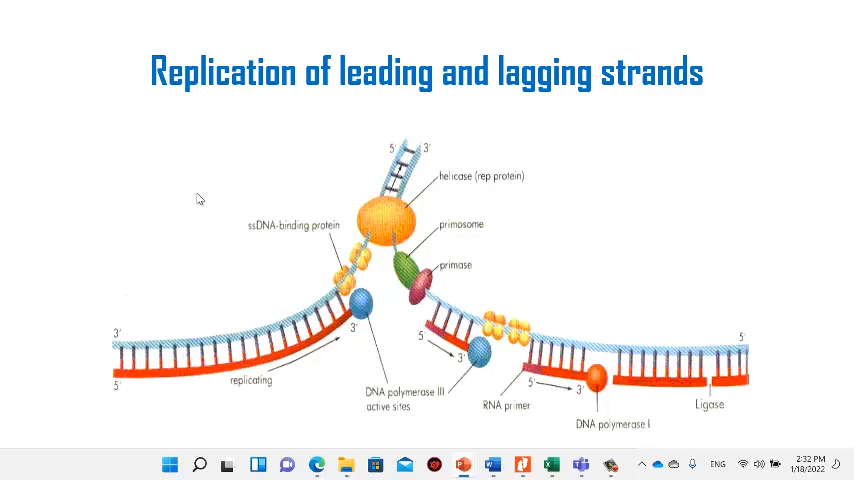 Replication of leading and lagging strands
5' 3'
helicase (rep protein)
ssDNA-binding protein
primosome
primase
3'
3'
5'
5'
3'
5'
replicating
DNA polymerase III
active sites
RNA primer
5' 3'
Ligase
DNA polymerase I
ENG
2:32 PM
1/18/2022